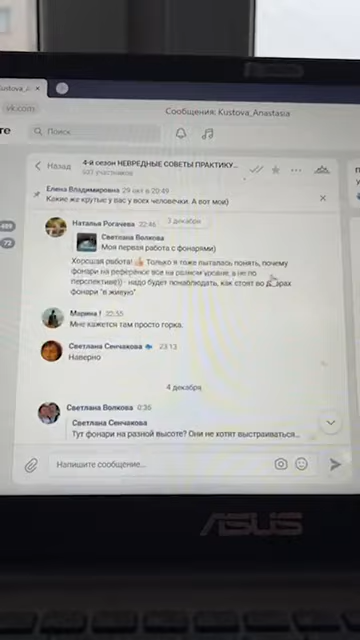 Kustova_A
vk.com
Сообщения: Kustova_Anastasia
те
Поиск
Назад
4-й сезон НЕВРЕДНЫЕ СОВЕТЫ ПРАКТИКУ...
участников
Елена Владимировна 29 окт в 20:49
Какие же крутые у вас у всех человечки. А вот мои)
489
72
3 декабря
Наталья Рогачева 22:46
Светлана Волкова
Моя первая работа с фонарями)
Хорошая работа! Только я тоже пыталась понять, почему
фонари на референсе все на разном уровне, а не по
перспективе))) - надо будет понаблюдать, как стоят во
фонари "в живую"
Марина 22:55
Мне кажется там просто горка.
Светлана Сенчакова 23:13
Наверно
4 декабря
Светлана Волкова 0:36
Светлана Сенчакова
Тут фонари на разной высоте? Они не хотят выстраиваться...
Напишите сообщение...
ASUS